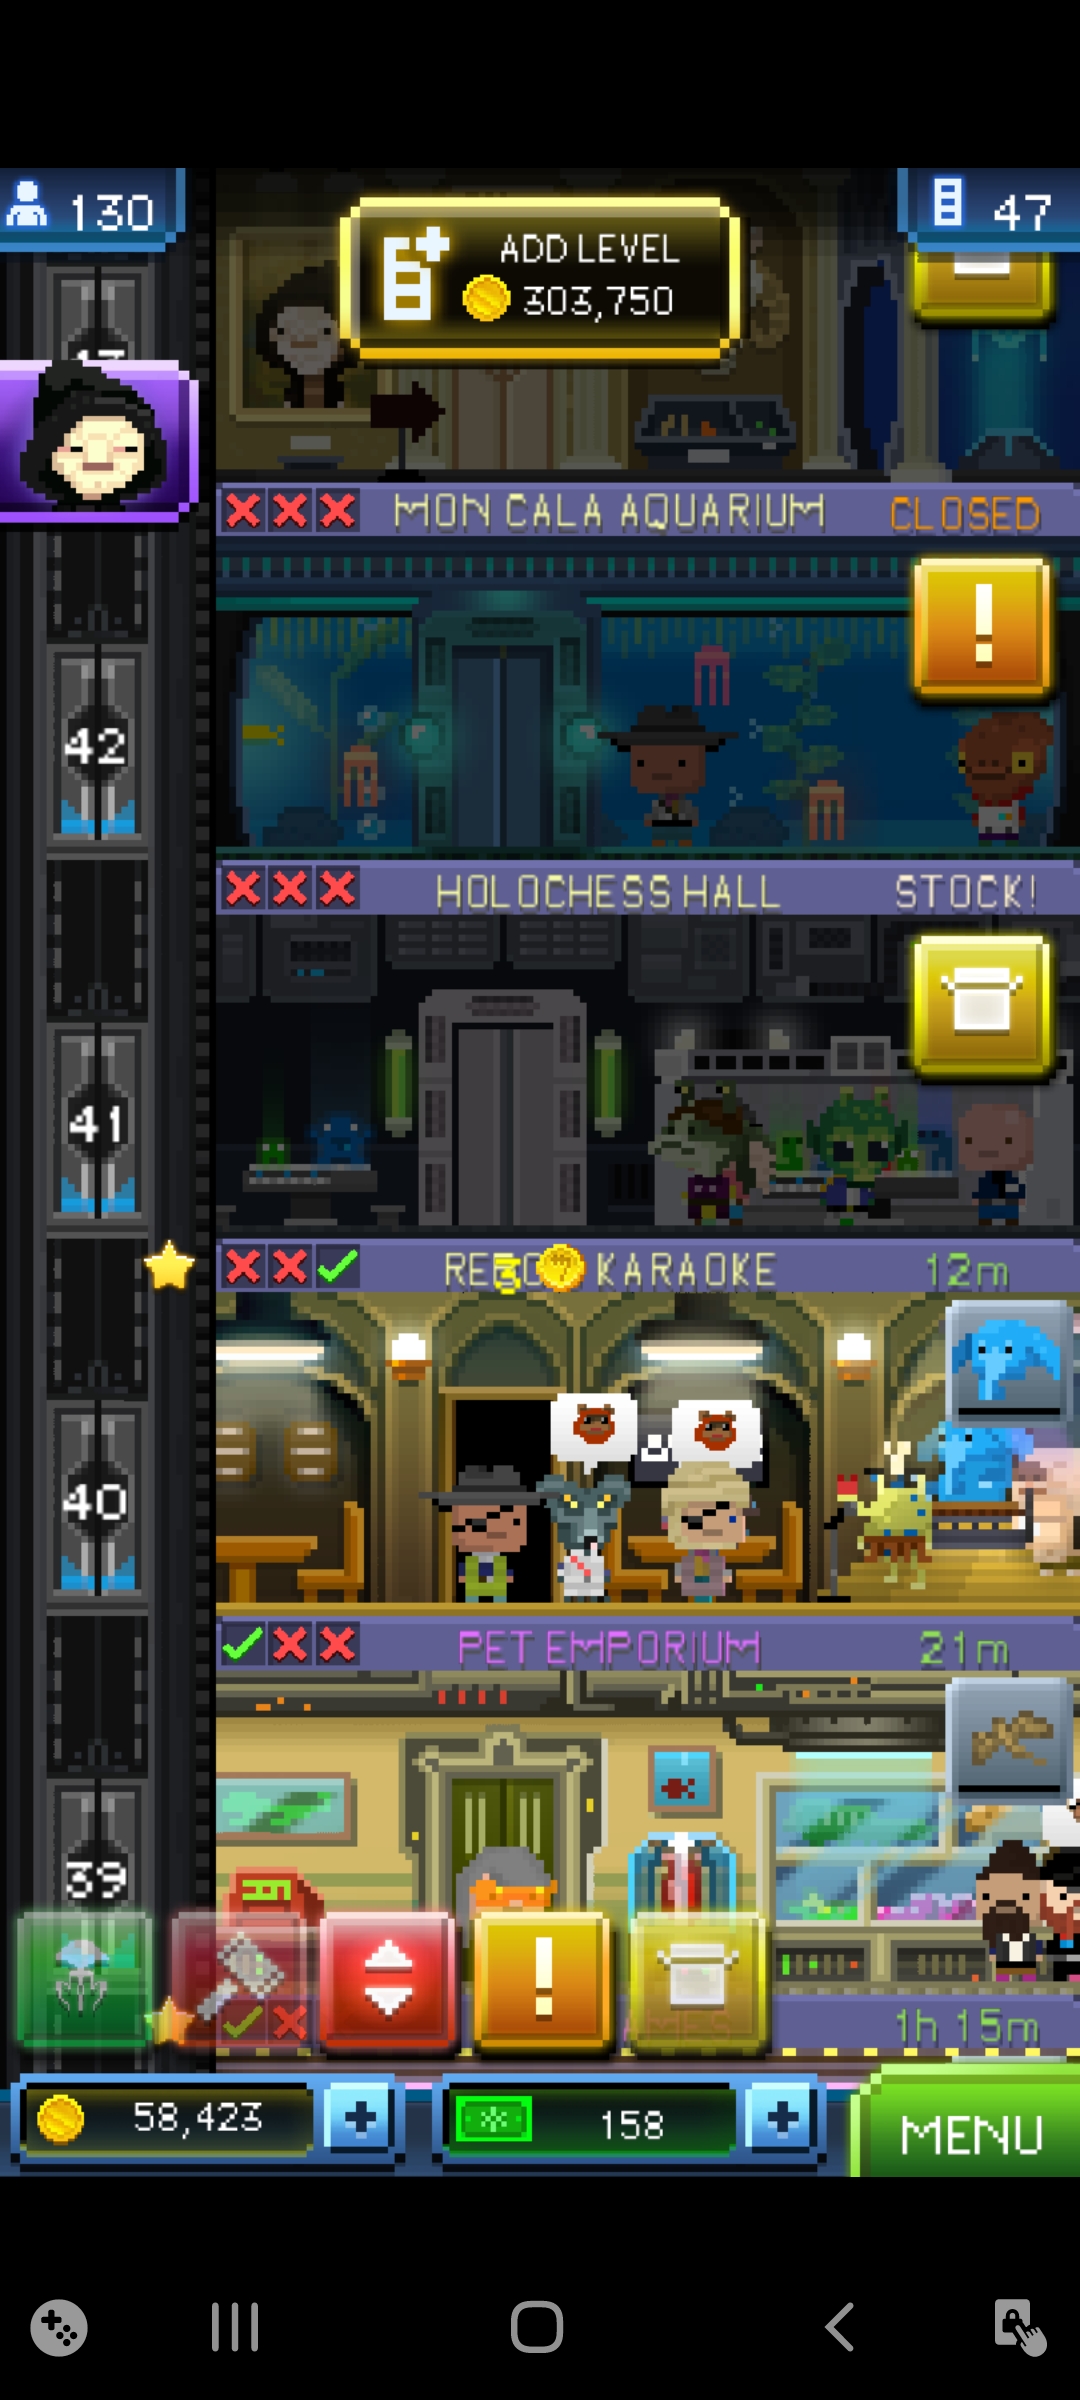 130
ADD LEVEL
303,750
47
MON CALA AQUARIUM
CLOSED
!
42
HOLOCHESS HALL
STOCK!
41
3
KARAOKE
12m
40
PET EMPORIUM
21m
39
!
1h 15m
58,423
+
158
+
MENU